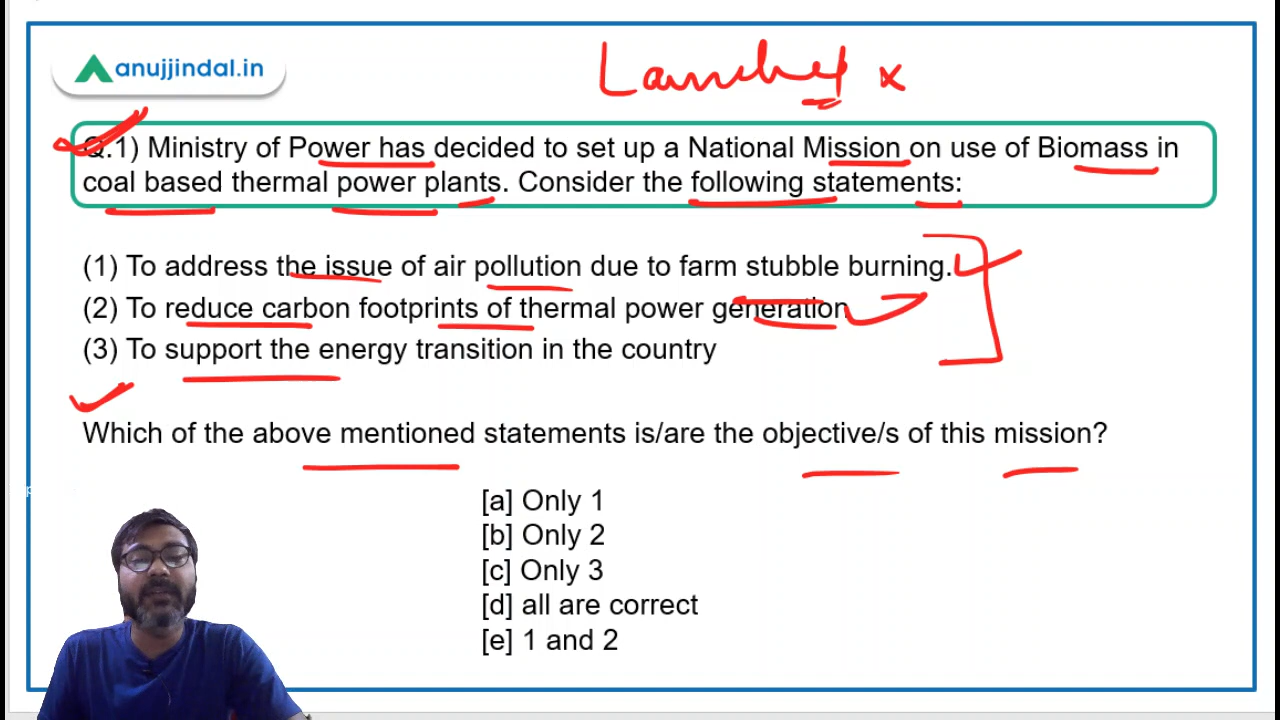 anujjindal.in
Launched x
Q.1) Ministry of Power has decided to set up a National Mission on use of Biomass in
coal based thermal power plants. Consider the following statements:
(1) To address the issue of air pollution due to farm stubble burning.
(2) To reduce carbon footprints of thermal power generation
(3) To support the energy transition in the country
Which of the above mentioned statements is/are the objective/s of this mission?
[a] Only 1
[b] Only 2
[c] Only 3
[d] all are correct
[e] 1 and 2